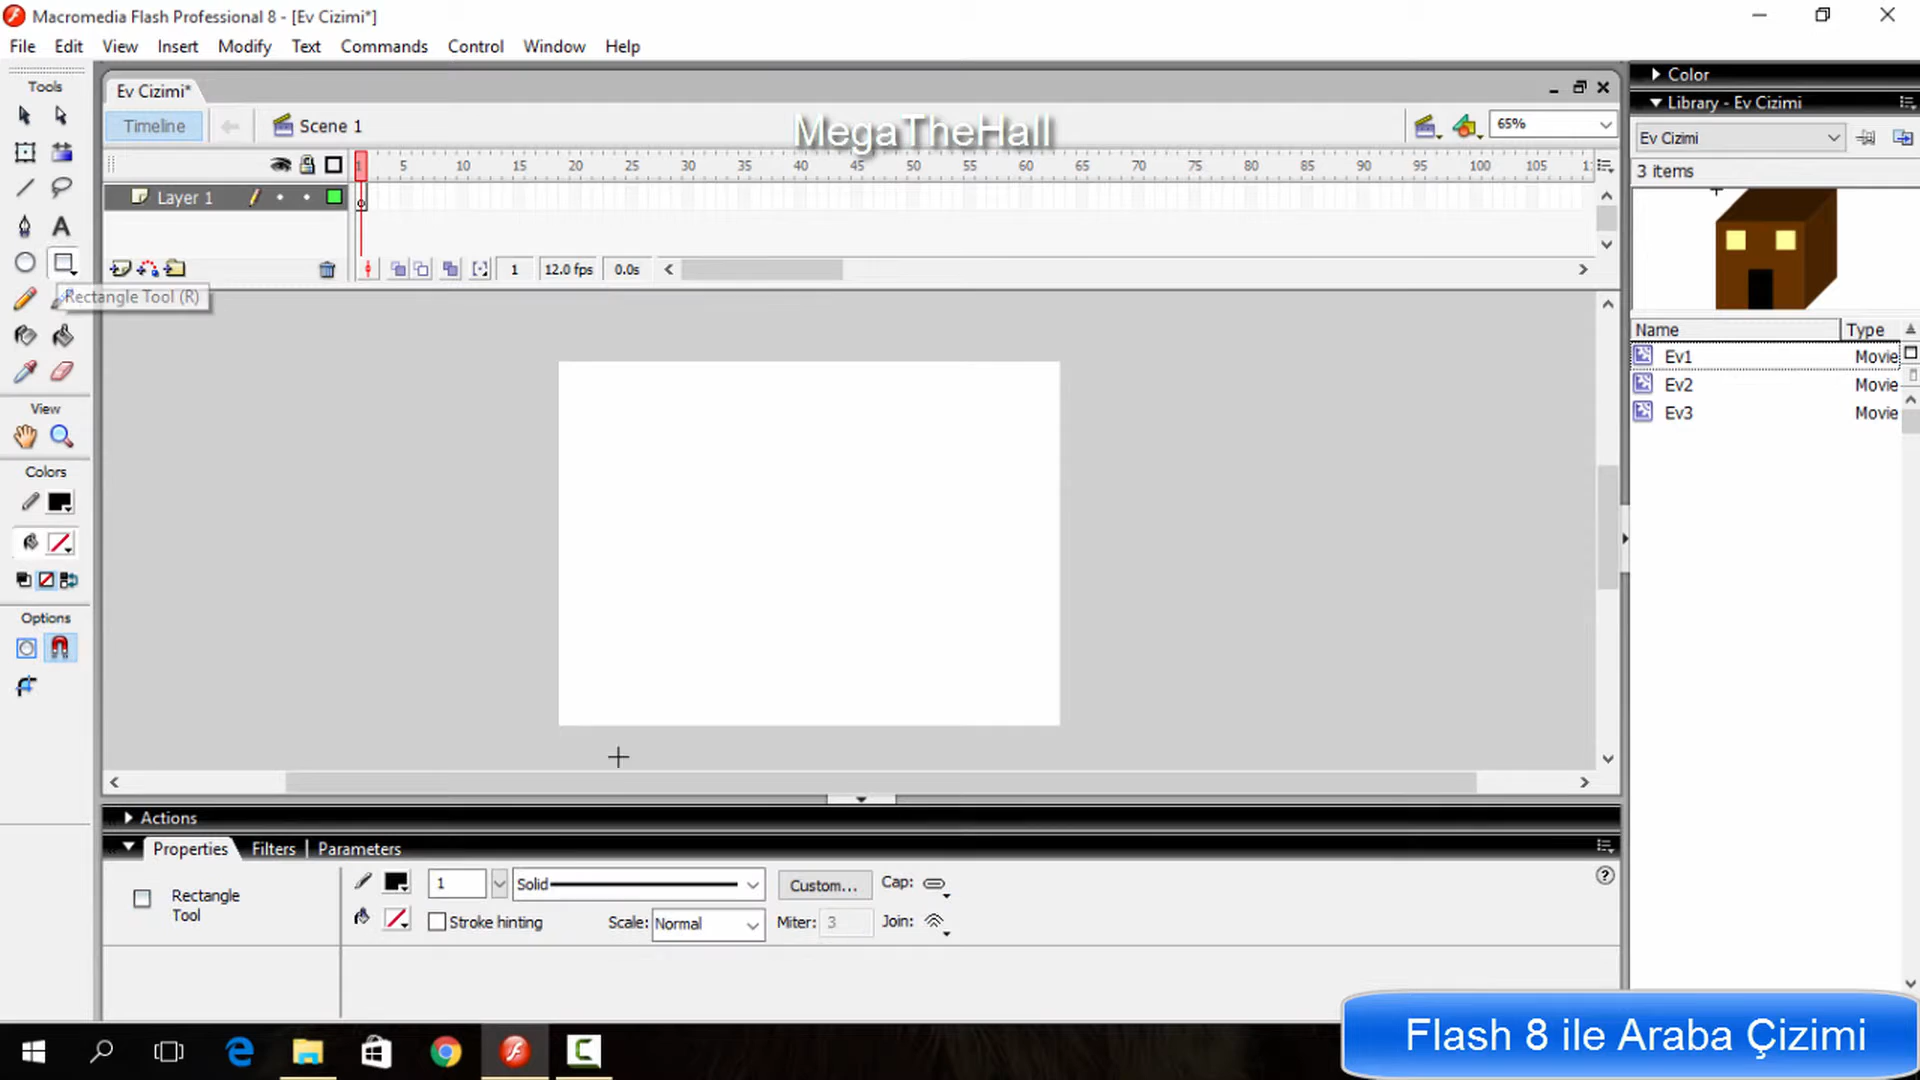 Macromedia Flash Professional 8 - [Ev Cizimi*]
File Edit View Insert Modify Text Commands Control Window Help
Tools
Ev Cizimi*
Color
Library - Ev Cizimi
Timeline
Scene 1
MegaTheHall
65%
Ev Cizimi
3 items
1 5 10 15 20 25 30 35 40 45 50 55 60 65 70 75 80 85 90 95 100 105
Layer 1
1 12.0 fps 0.0s
Rectangle Tool (R)
Name Type
Ev1 Movie
Ev2 Movie
Ev3 Movie
View
Colors
Options
Actions
Properties Filters Parameters
Rectangle
Tool
1 Solid Custom... Cap:
Stroke hinting Scale: Normal Miter: 3 Join:
Flash 8 ile Araba Çizimi